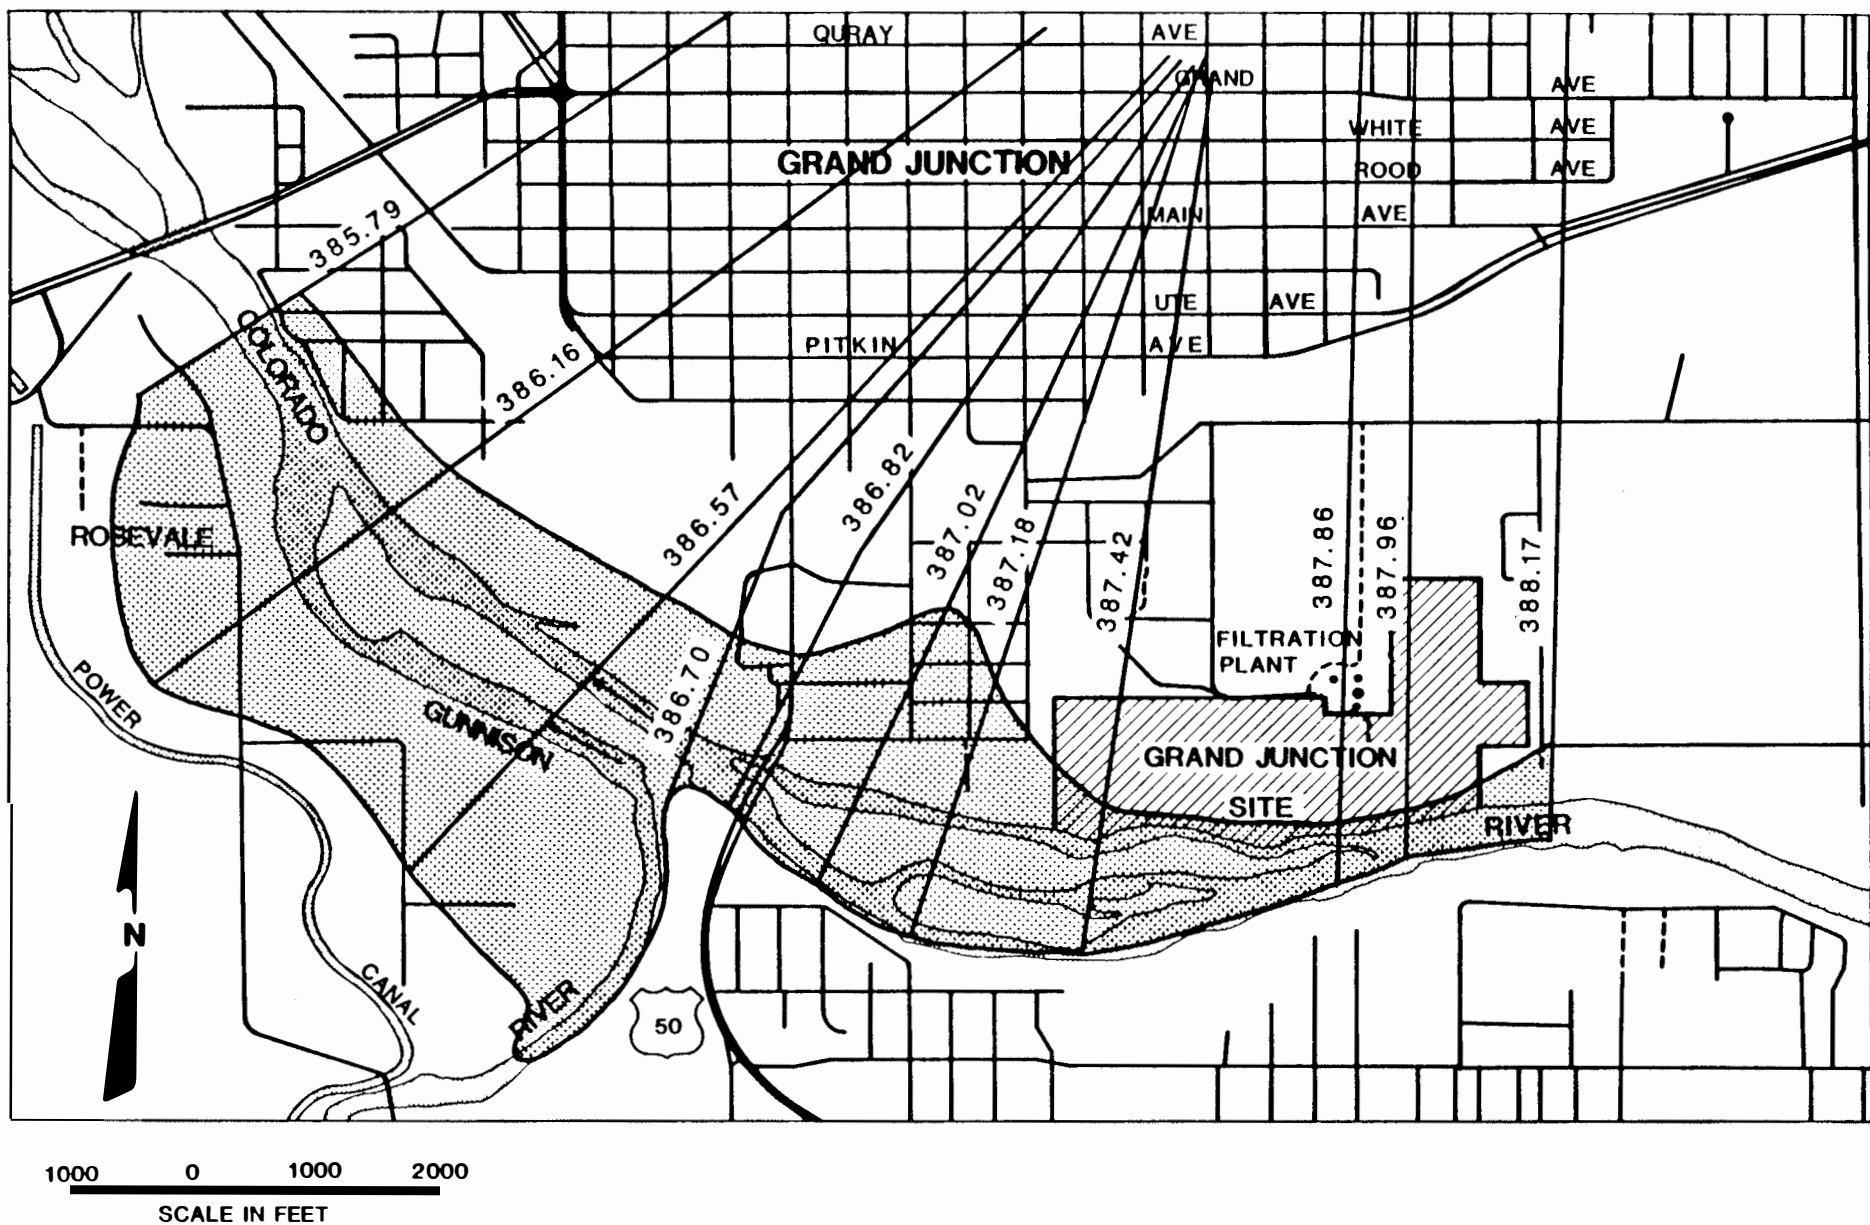 QURAY AVE
GRAND AVE
WHITE AVE
GRAND JUNCTION
ROOD AVE
MAIN AVE
385.79
UTE AVE
PITKIN AVE
386.16
COLORADO
386.57
386.82
387.02
387.18
387.42
387.86
387.96
388.17
ROSEVALE
FILTRATION
PLANT
386.70
POWER
GUNNISON
GRAND JUNCTION
SITE
RIVER
N
CANAL
RIVER
50
1000 0 1000 2000
SCALE IN FEET